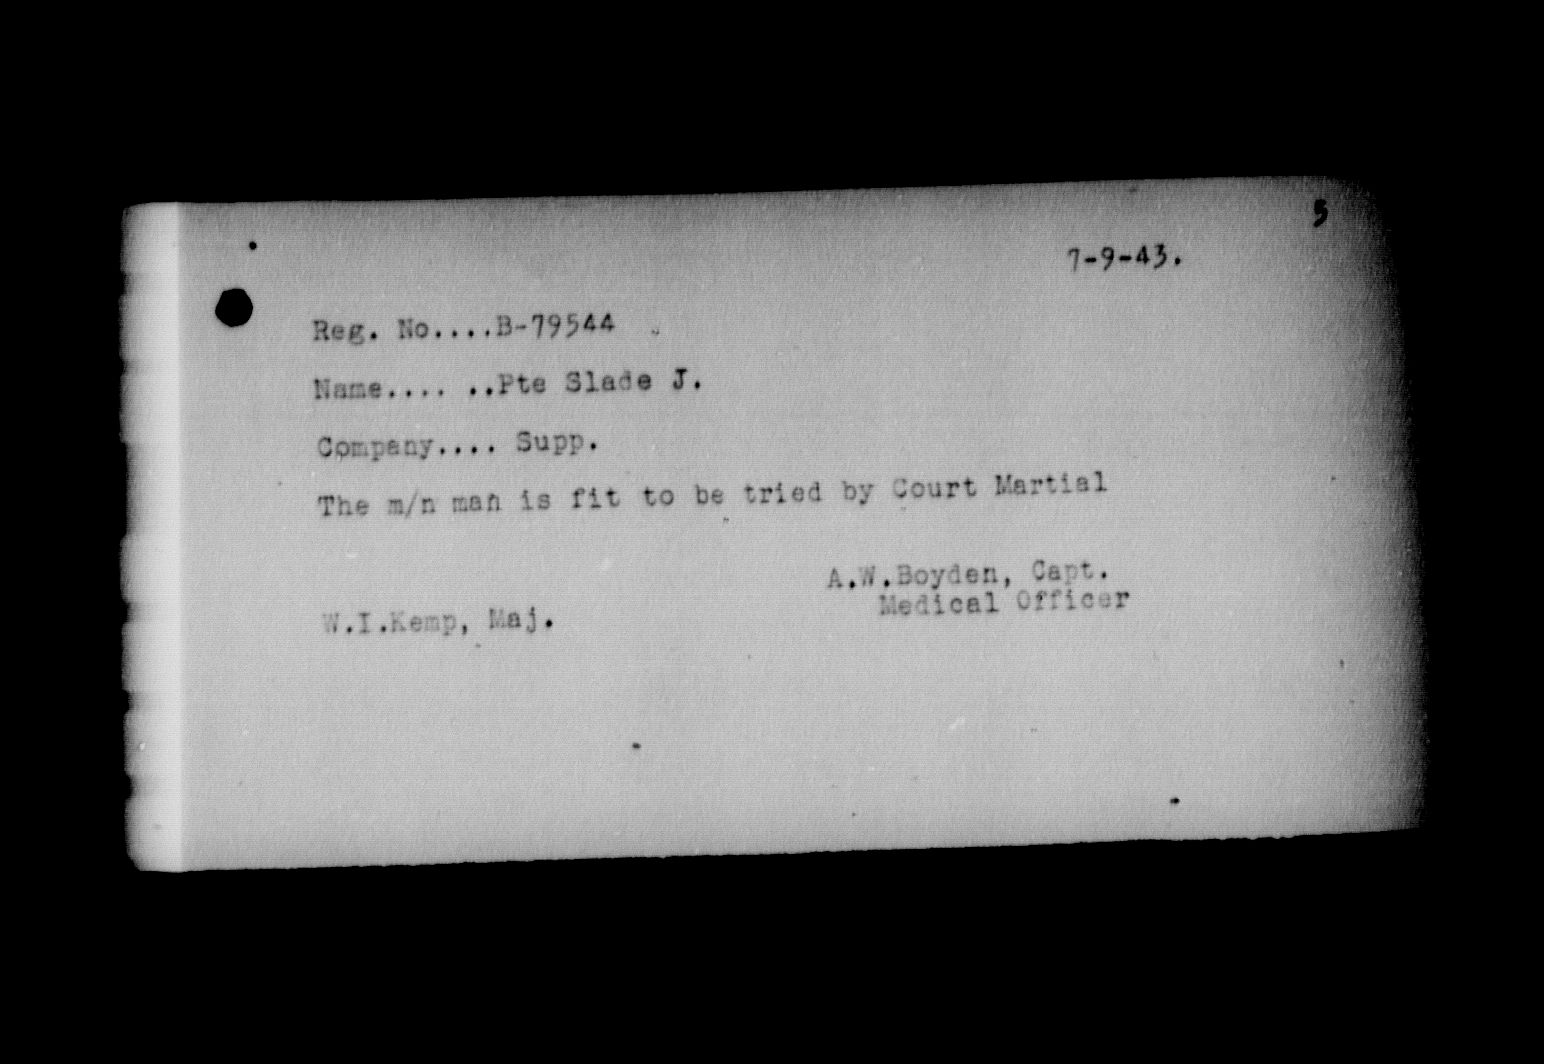 5
7-9-43.
Reg. No....B-79544
Name.... ..Pte Slade J.
Company.... Supp.
The m/n man is fit to be tried by Court Martial
A.W.Boyden, Capt.
Medical Officer
W.I.Kemp, Maj.